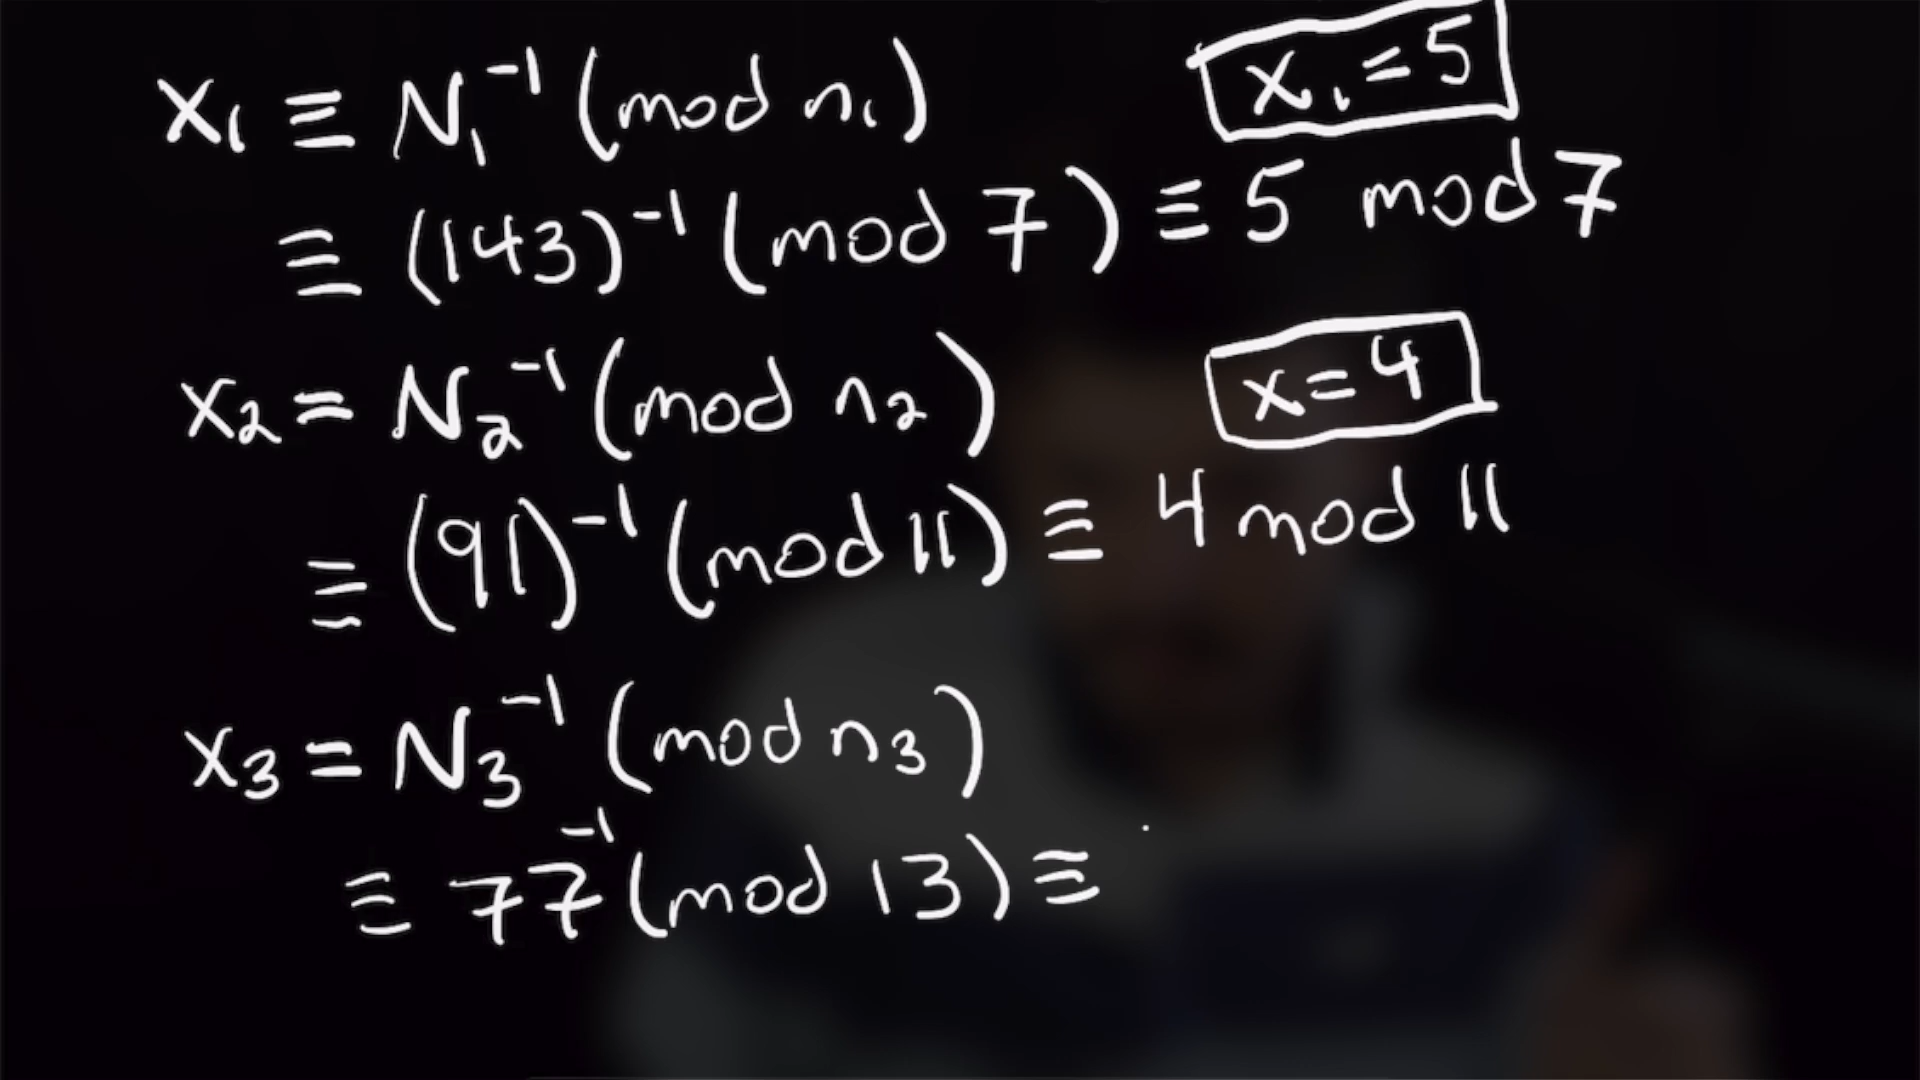 x₁ ≡ N₁⁻¹ (mod n₁)
x₁ = 5
≡ (143)⁻¹ (mod 7) ≡ 5 mod 7
x₂ = N₂⁻¹ (mod n₂)
x = 4
≡ (91)⁻¹ (mod 11) ≡ 4 mod 11
x₃ = N₃⁻¹ (mod n₃)
≡ 77⁻¹ (mod 13) ≡